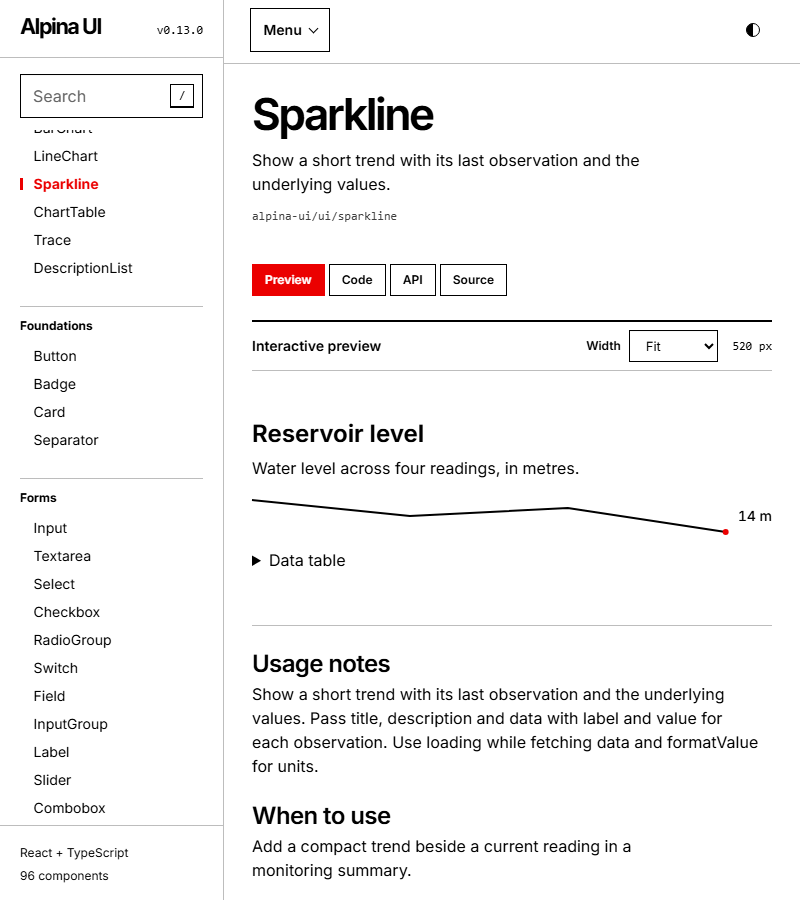 Alpina UI
v0.13.0
Search
/
BarChart
LineChart
Sparkline
ChartTable
Trace
DescriptionList
Foundations
Button
Badge
Card
Separator
Forms
Input
Textarea
Select
Checkbox
RadioGroup
Switch
Field
InputGroup
Label
Slider
Combobox
React + TypeScript
96 components
Menu
Sparkline
Show a short trend with its last observation and the
underlying values.
alpina-ui/ui/sparkline
Preview
Code
API
Source
Interactive preview
Width
Fit
520 px
Reservoir level
Water level across four readings, in metres.
14 m
Data table
Usage notes
Show a short trend with its last observation and the underlying
values. Pass title, description and data with label and value for
each observation. Use loading while fetching data and formatValue
for units.
When to use
Add a compact trend beside a current reading in a
monitoring summary.